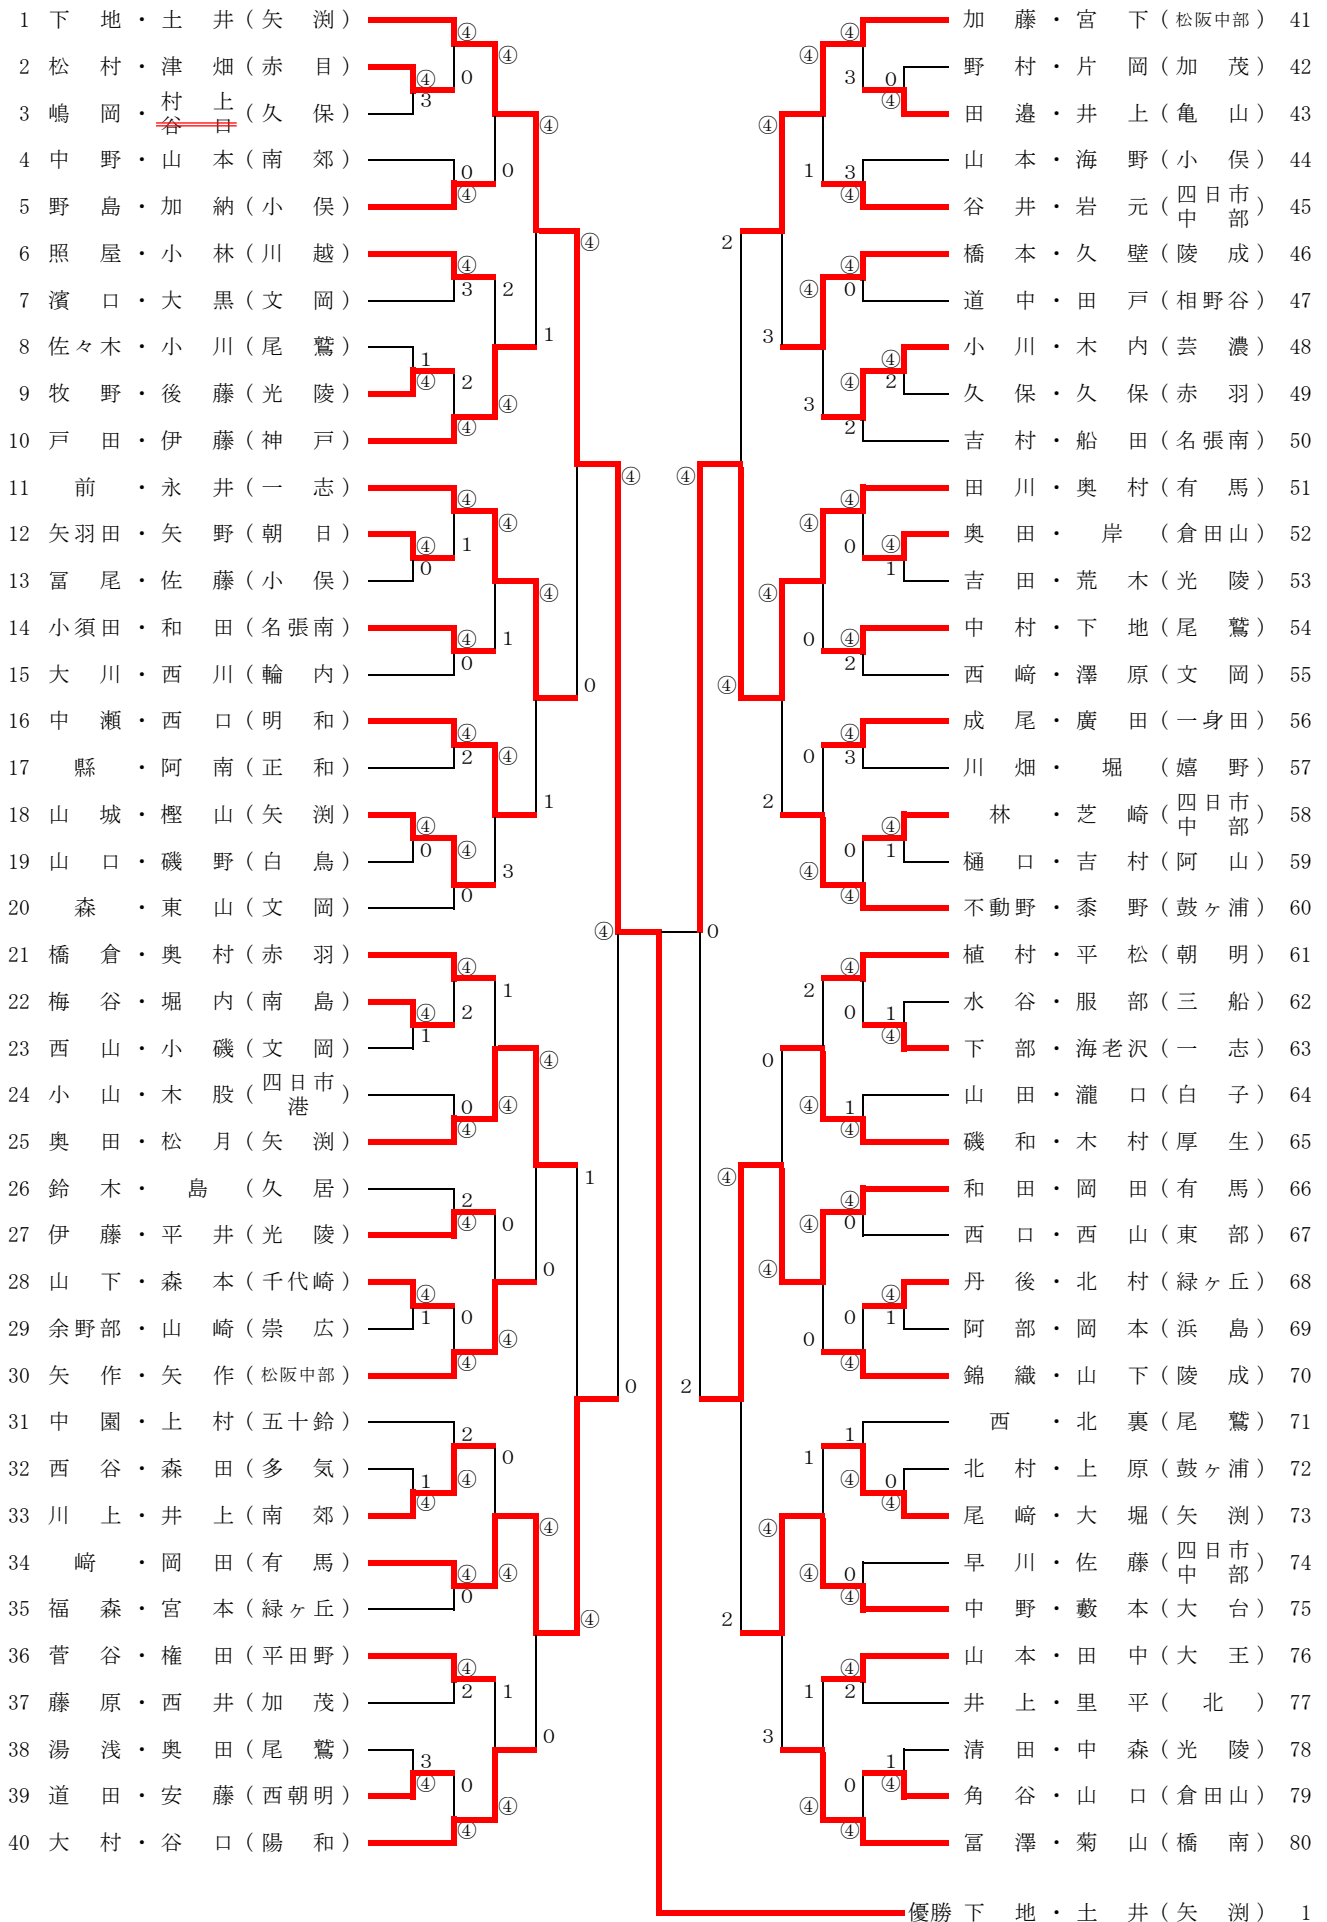 1 下地・土井（矢渕）
2 松村・津畑（赤目）
3 嶋岡・村上 谷口（久保）
4 中野・山本（南郊）
5 野島・加納（小俣）
6 照屋・小林（川越）
7 濱口・大黒（文岡）
8 佐々木・小川（尾鷲）
9 牧野・後藤（光陵）
10 戸田・伊藤（神戸）
11 前・永井（一志）
12 矢羽田・矢野（朝日）
13 冨尾・佐藤（小俣）
14 小須田・和田（名張南）
15 大川・西川（輪内）
16 中瀬・西口（明和）
17 縣・阿南（正和）
18 山城・樫山（矢渕）
19 山口・磯野（白鳥）
20 森・東山（文岡）
21 橋倉・奥村（赤羽）
22 梅谷・堀内（南島）
23 西山・小磯（文岡）
24 小山・木股（四日市港）
25 奥田・松月（矢渕）
26 鈴木・島（久居）
27 伊藤・平井（光陵）
28 山下・森本（千代崎）
29 余野部・山崎（崇広）
30 矢作・矢作（松阪中部）
31 中園・上村（五十鈴）
32 西谷・森田（多気）
33 川上・井上（南郊）
34 﨑・岡田（有馬）
35 福森・宮本（緑ヶ丘）
36 菅谷・権田（平田野）
37 藤原・西井（加茂）
38 湯浅・奥田（尾鷲）
39 道田・安藤（西朝明）
40 大村・谷口（陽和）
加藤・宮下（松阪中部） 41
野村・片岡（加茂） 42
田邉・井上（亀山） 43
山本・海野（小俣） 44
谷井・岩元（四日市中部） 45
橋本・久壁（陵成） 46
道中・田戸（相野谷） 47
小川・木内（芸濃） 48
久保・久保（赤羽） 49
吉村・船田（名張南） 50
田川・奥村（有馬） 51
奥田・岸（倉田山） 52
吉田・荒木（光陵） 53
中村・下地（尾鷲） 54
西﨑・澤原（文岡） 55
成尾・廣田（一身田） 56
川畑・堀（嬉野） 57
林・芝崎（四日市中部） 58
樋口・吉村（阿山） 59
不動野・黍野（鼓ヶ浦） 60
植村・平松（朝明） 61
水谷・服部（三船） 62
下部・海老沢（一志） 63
山田・瀧口（白子） 64
磯和・木村（厚生） 65
和田・岡田（有馬） 66
西口・西山（東部） 67
丹後・北村（緑ヶ丘） 68
阿部・岡本（浜島） 69
錦織・山下（陵成） 70
西・北裏（尾鷲） 71
北村・上原（鼓ヶ浦） 72
尾﨑・大堀（矢渕） 73
早川・佐藤（四日市中部） 74
中野・藪本（大台） 75
山本・田中（大王） 76
井上・里平（北） 77
清田・中森（光陵） 78
角谷・山口（倉田山） 79
冨澤・菊山（橋南） 80
優勝 下地・土井（矢渕） 1